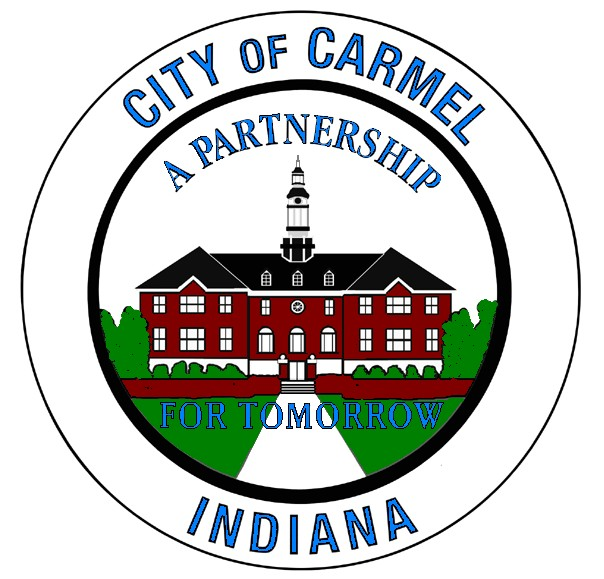 CITY OF CARMEL
A PARTNERSHIP
FOR TOMORROW
INDIANA